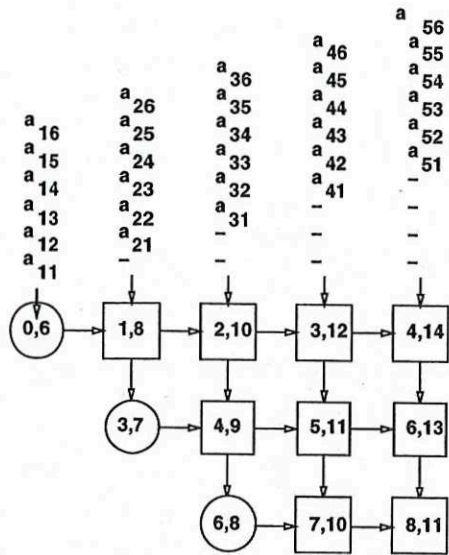 a 16
a 15
a 14
a 13
a 12
a 11
a 26
a 25
a 24
a 23
a 22
a 21
–
a 36
a 35
a 34
a 33
a 32
a 31
–
–
a 46
a 45
a 44
a 43
a 42
a 41
–
–
–
a 56
a 55
a 54
a 53
a 52
a 51
–
–
–
–
0,6 1,8 2,10 3,12 4,14
3,7 4,9 5,11 6,13
6,8 7,10 8,11